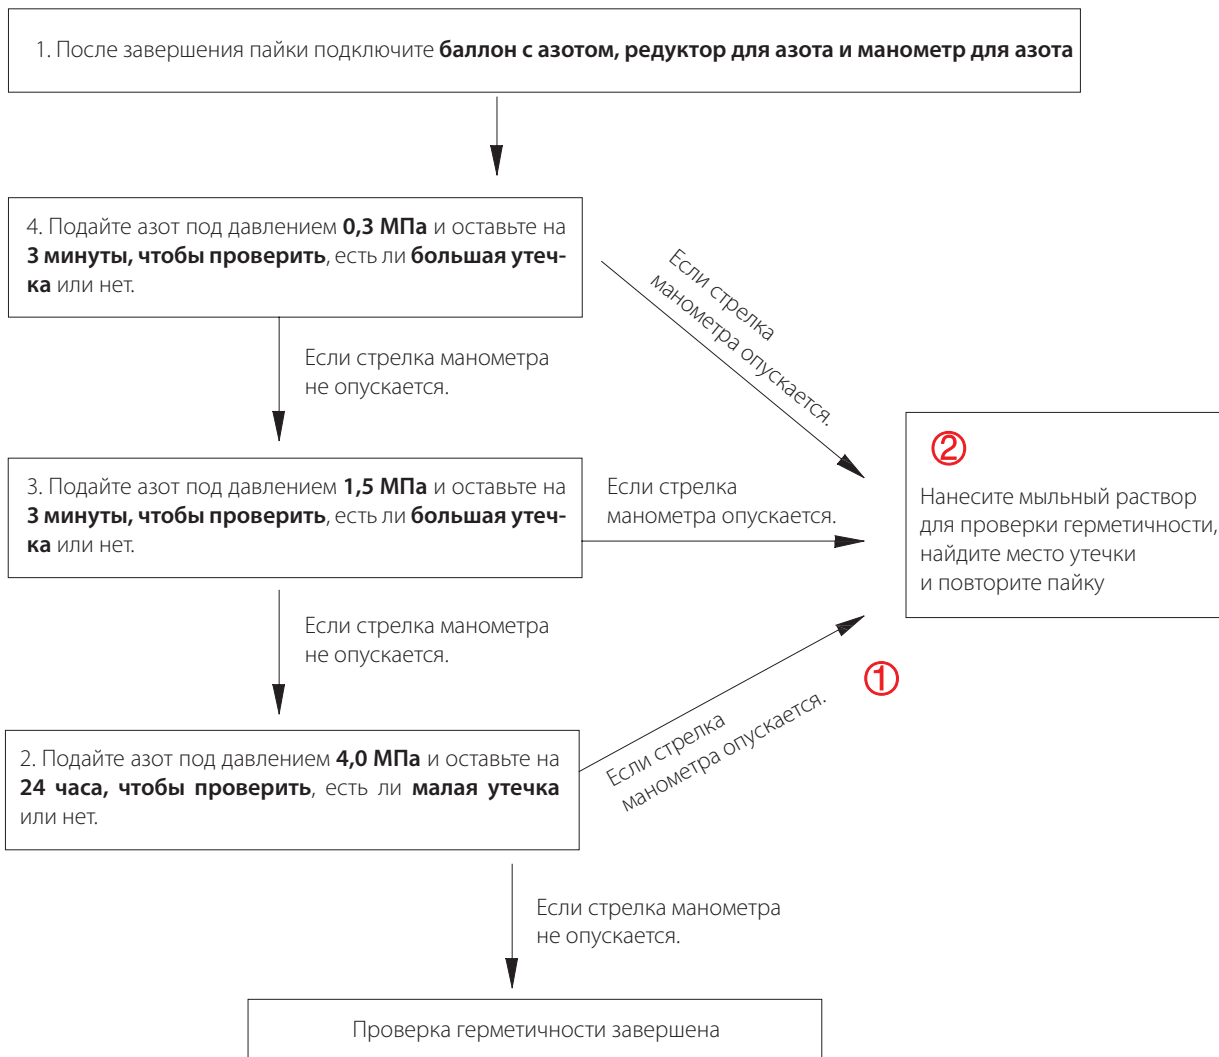 1. После завершения пайки подключите баллон с азотом, редуктор для азота и манометр для азота
4. Подайте азот под давлением 0,3 МПа и оставьте на
3 минуты, чтобы проверить, есть ли большая утеч-
ка или нет.
Если стрелка
манометра опускается.
Если стрелка манометра
не опускается.
3. Подайте азот под давлением 1,5 МПа и оставьте на
3 минуты, чтобы проверить, есть ли большая утеч-
ка или нет.
Если стрелка
манометра опускается.
②
Нанесите мыльный раствор
для проверки герметичности,
найдите место утечки
и повторите пайку
Если стрелка манометра
не опускается.
①
Если стрелка
манометра опускается.
2. Подайте азот под давлением 4,0 МПа и оставьте на
24 часа, чтобы проверить, есть ли малая утечка
или нет.
Если стрелка манометра
не опускается.
Проверка герметичности завершена